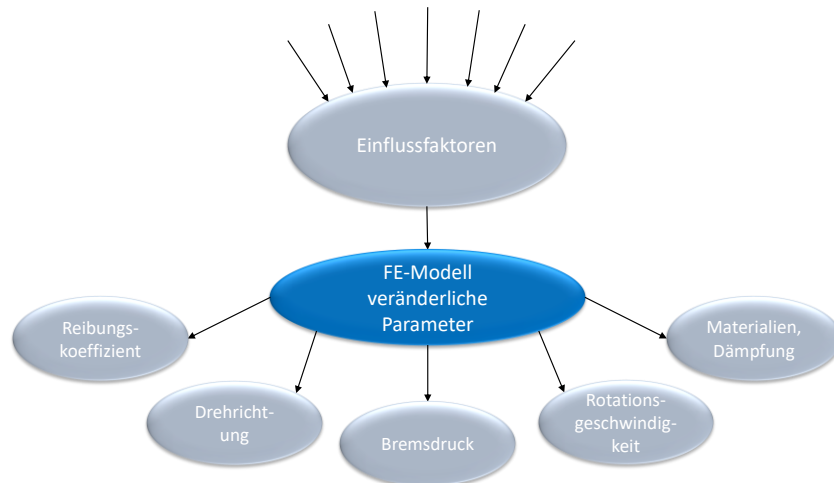 Einflussfaktoren
FE-Modell
veränderliche
Parameter
Reibungs-
koeffizient
Materialien,
Dämpfung
Drehricht-
ung
Bremsdruck
Rotations-
geschwindig-
keit